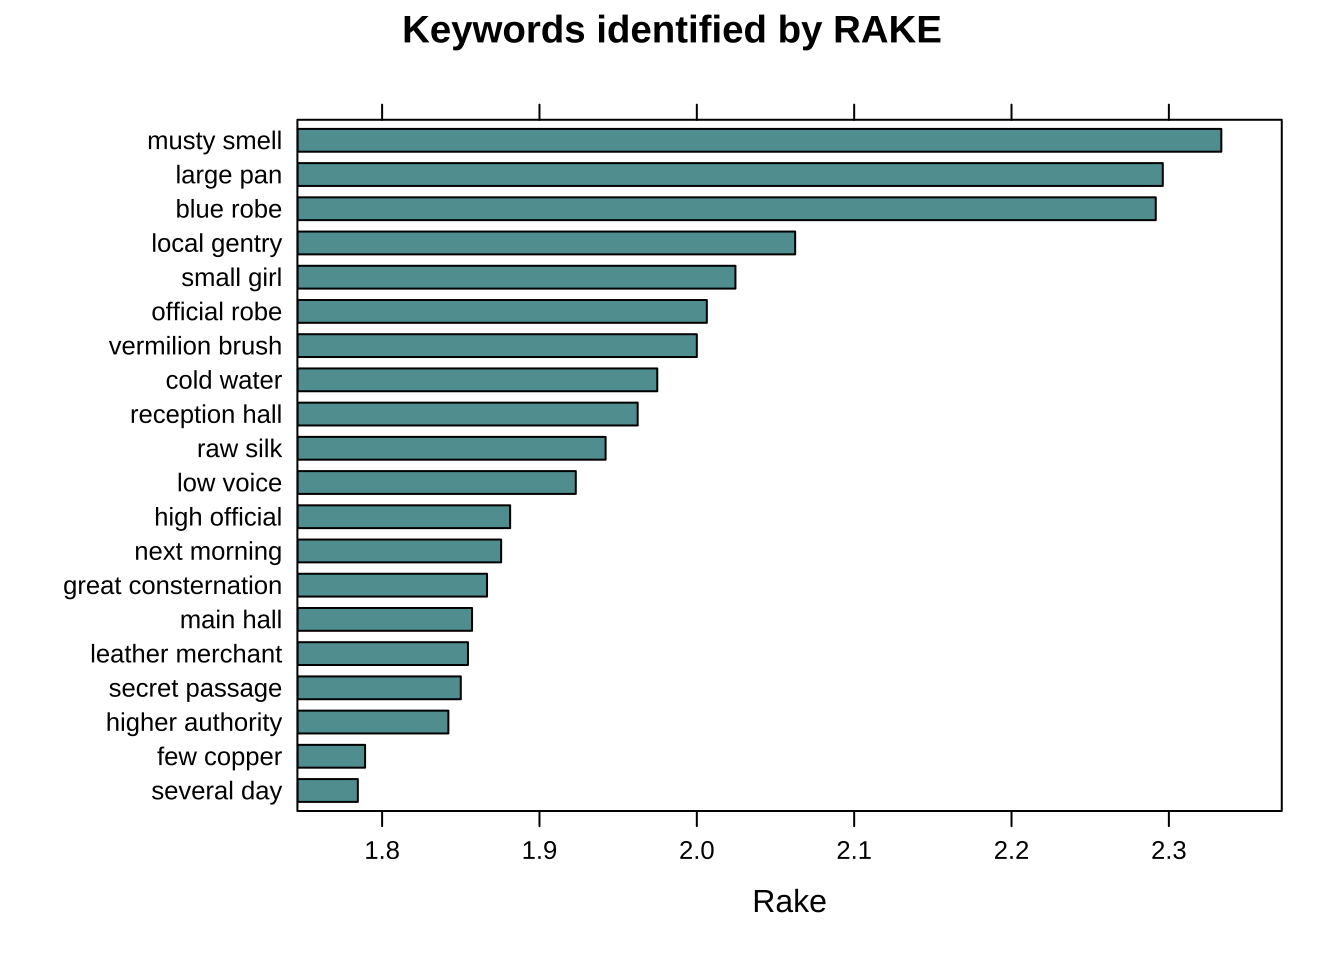 Keywords identified by RAKE
musty smell
large pan
blue robe
local gentry
small girl
official robe
vermilion brush
cold water
reception hall
raw silk
low voice
high official
next morning
great consternation
main hall
leather merchant
secret passage
higher authority
few copper
several day
1.8 1.9 2.0 2.1 2.2 2.3
Rake